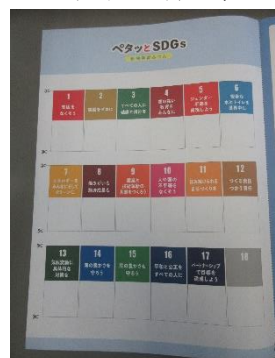 ペタッとSDGs
1
貧困を
なくそう
2
飢餓をゼロに
3
すべての人に
健康と福祉を
4
質の高い
教育を
みんなに
5
ジェンダー
平等を
実現しよう
6
安全な水
とトイレを
世界中に
7
エネルギーを
みんなに そして
クリーンに
8
働きがいも
経済成長も
9
産業と
技術革新の
基盤をつくろう
10
人や国の
不平等を
なくそう
11
住み続けられる
まちづくりを
12
つくる責任
つかう責任
13
気候変動に
具体的な
対策を
14
海の豊かさを
守ろう
15
陸の豊かさも
守ろう
16
平和と公正を
すべての人に
17
パートナーシップ
で目標を
達成しよう
18